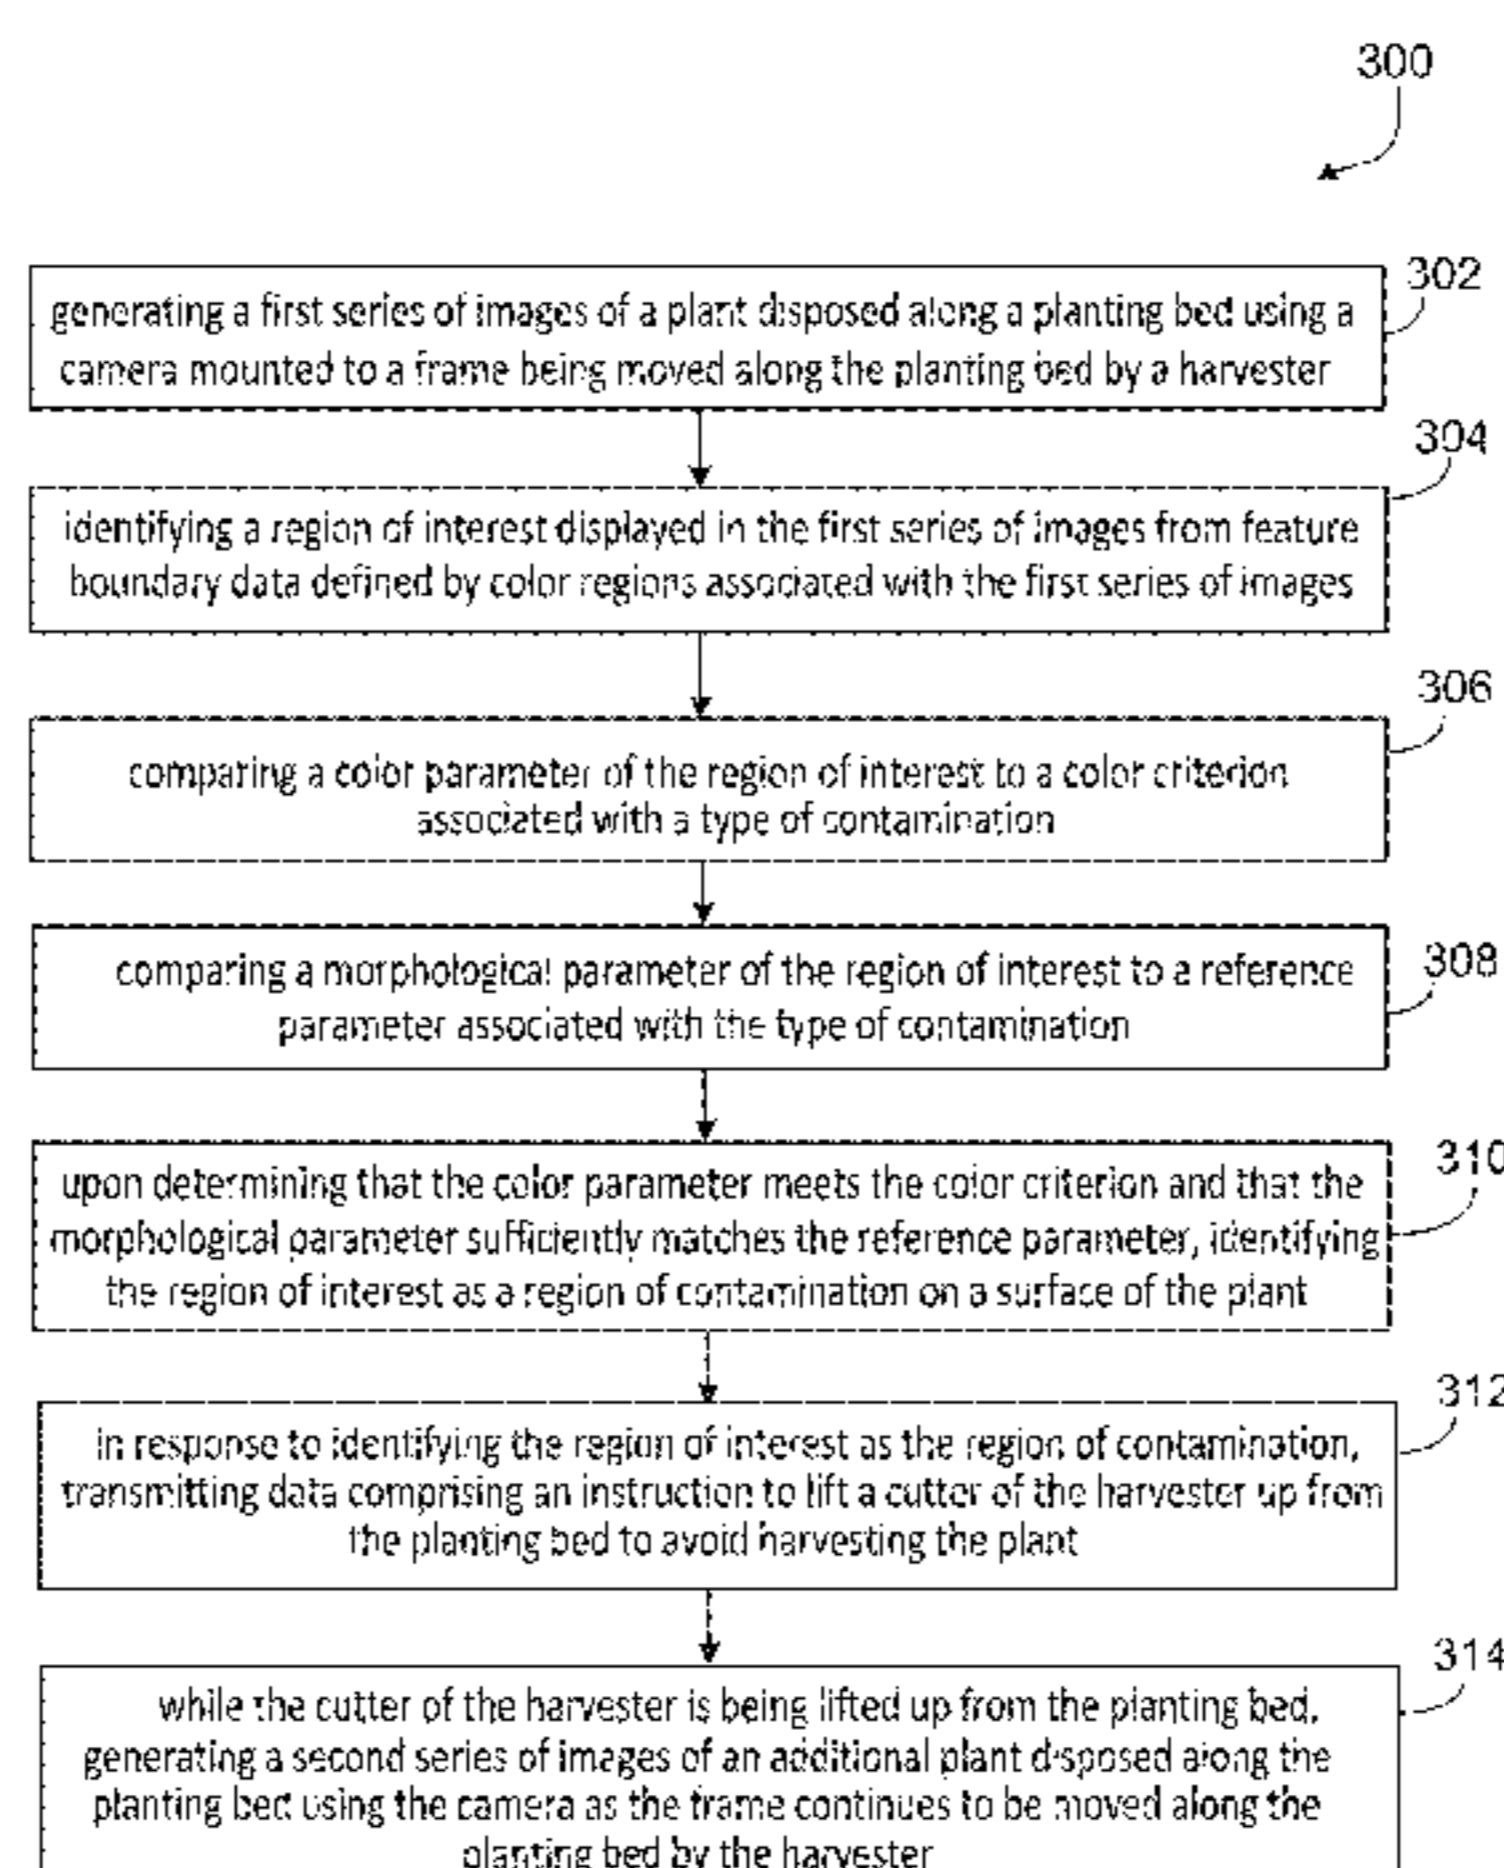 300
302
generating a first series of images of a plant disposed along a planting bed using a
camera mounted to a frame being moved along the planting bed by a harvester
304
identifying a region of interest displayed in the first series of images from feature
boundary data defined by color regions associated with the first series of images
306
comparing a color parameter of the region of interest to a color criterion
associated with a type of contamination
308
comparing a morphological parameter of the region of interest to a reference
parameter associated with the type of contamination
310
upon determining that the color parameter meets the color criterion and that the
morphological parameter sufficiently matches the reference parameter, identifying
the region of interest as a region of contamination on a surface of the plant
312
in response to identifying the region of interest as the region of contamination,
transmitting data comprising an instruction to lift a cutter of the harvester up from
the planting bed to avoid harvesting the plant
314
while the cutter of the harvester is being lifted up from the planting bed,
generating a second series of images of an additional plant disposed along the
planting bed using the camera as the frame continues to be moved along the
planting bed by the harvester